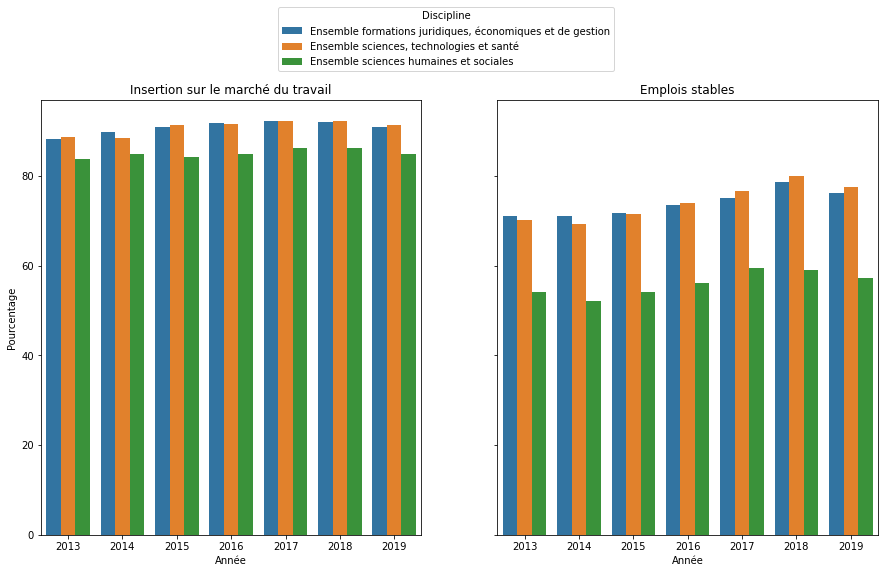 Discipline
Ensemble formations juridiques, économiques et de gestion
Ensemble sciences, technologies et santé
Ensemble sciences humaines et sociales
Insertion sur le marché du travail
Emplois stables
Pourcentage
80
60
40
20
0
2013 2014 2015 2016 2017 2018 2019
Année
2013 2014 2015 2016 2017 2018 2019
Année